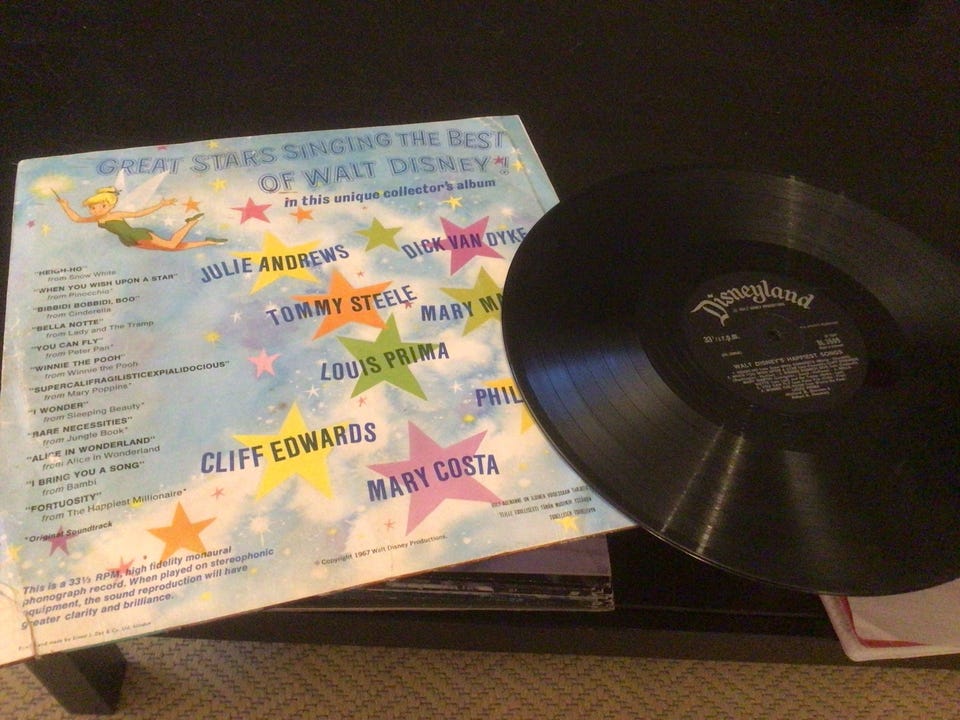 GREAT STARS SINGING THE BEST
OF WALT DISNEY!
in this unique collector's album
JULIE ANDREWS
DICK VAN DYKE
TOMMY STEELE
MARY MA
LOUIS PRIMA
PHIL
CLIFF EDWARDS
MARY COSTA
"HEIGH-HO"
from Snow White
"WHEN YOU WISH UPON A STAR"
from Pinocchio*
"BIBBIDI BOBBIDI, BOO"
from Cinderella
"BELLA NOTTE"
from Lady and The Tramp
"YOU CAN FLY"
from Peter Pan*
"WINNIE THE POOH"
from Winnie the Pooh
"SUPERCALIFRAGILISTICEXPIALIDOCIOUS"
from Mary Poppins*
"I WONDER"
from Sleeping Beauty*
"BARE NECESSITIES"
from Jungle Book*
"ALICE IN WONDERLAND"
from Alice in Wonderland
"I BRING YOU A SONG"
from Bambi
"FORTUOSITY"
from The Happiest Millionaire*
*Original Soundtrack
This is a 33⅓ RPM, high fidelity monaural
phonograph record. When played on stereophonic
equipment, the sound reproduction will have
greater clarity and brilliance.
© Copyright 1967 Walt Disney Productions.
Disneyland
33⅓ r.p.m.
WALT DISNEY'S HAPPIEST SONGS